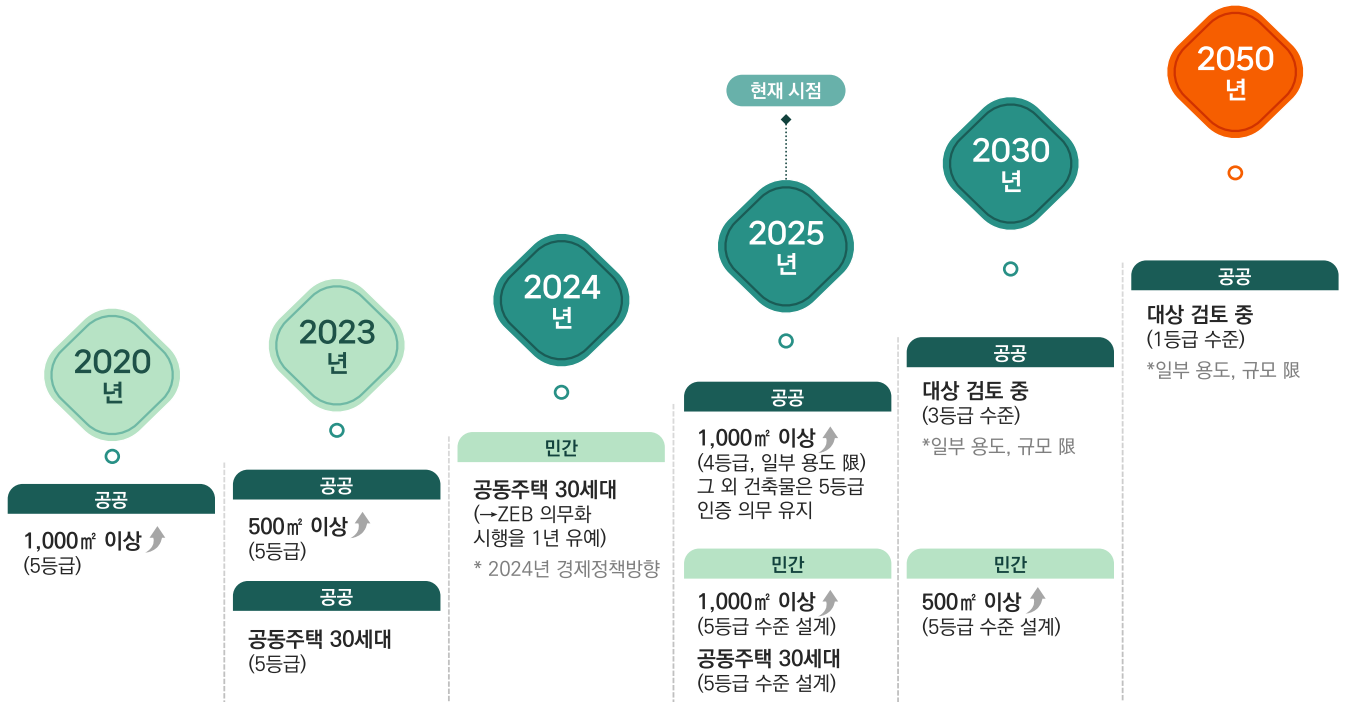 2020
년
공공
1,000㎡ 이상
(5등급)
2023
년
공공
500㎡ 이상
(5등급)
공공
공동주택 30세대
(5등급)
2024
년
민간
공동주택 30세대
(→ZEB 의무화
시행을 1년 유예)
* 2024년 경제정책방향
현재 시점
2025
년
공공
1,000㎡ 이상
(4등급, 일부 용도 限)
그 외 건축물은 5등급
인증 의무 유지
민간
1,000㎡ 이상
(5등급 수준 설계)
공동주택 30세대
(5등급 수준 설계)
2030
년
공공
대상 검토 중
(3등급 수준)
*일부 용도, 규모 限
민간
500㎡ 이상
(5등급 수준 설계)
2050
년
공공
대상 검토 중
(1등급 수준)
*일부 용도, 규모 限